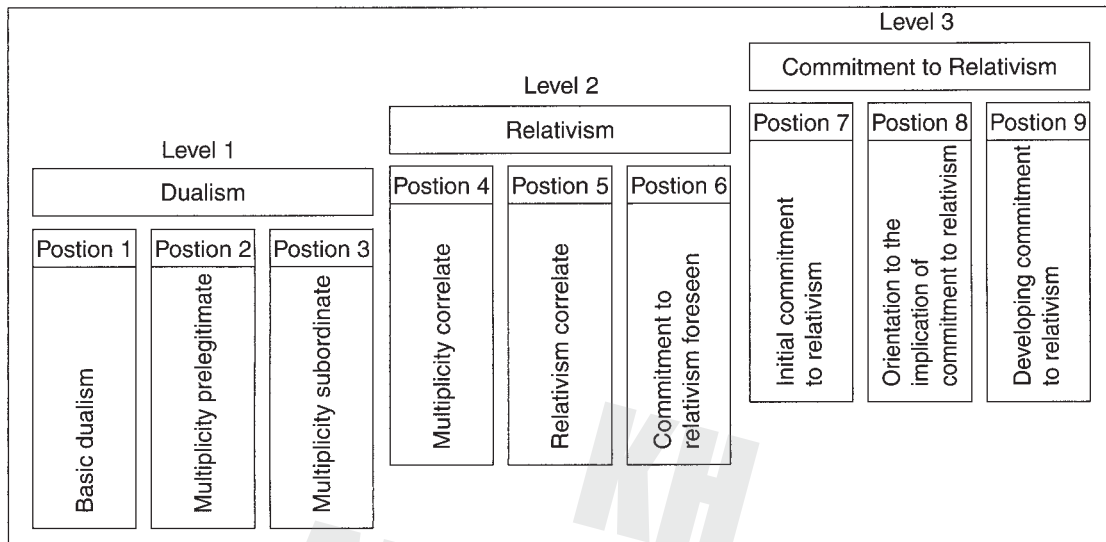 Level 1
Dualism
Postion 1
Basic dualism
Postion 2
Multiplicity prelegitimate
Postion 3
Multiplicity subordinate
Level 2
Relativism
Postion 4
Multiplicity correlate
Postion 5
Relativism correlate
Postion 6
Commitment to
relativism foreseen
Level 3
Commitment to Relativism
Postion 7
Initial commitment
to relativism
Postion 8
Orientation to the
implication of
commitment to relativism
Postion 9
Developing commitment
to relativism
KH